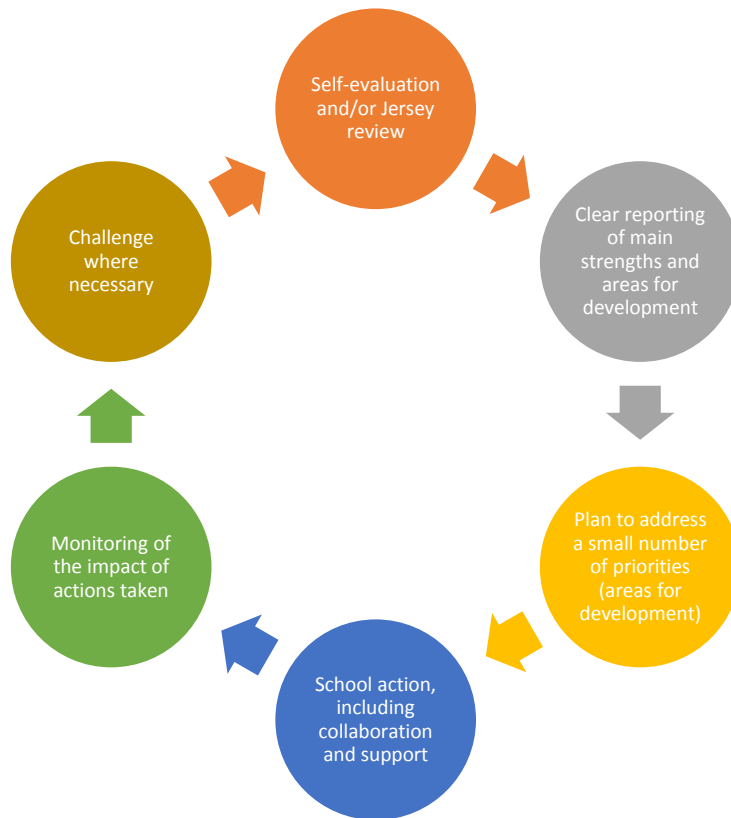 Self-evaluation
and/or Jersey
review
Clear reporting
of main
strengths and
areas for
development
Plan to address
a small number
of priorities
(areas for
development)
School action,
including
collaboration
and support
Monitoring of
the impact of
actions taken
Challenge
where
necessary